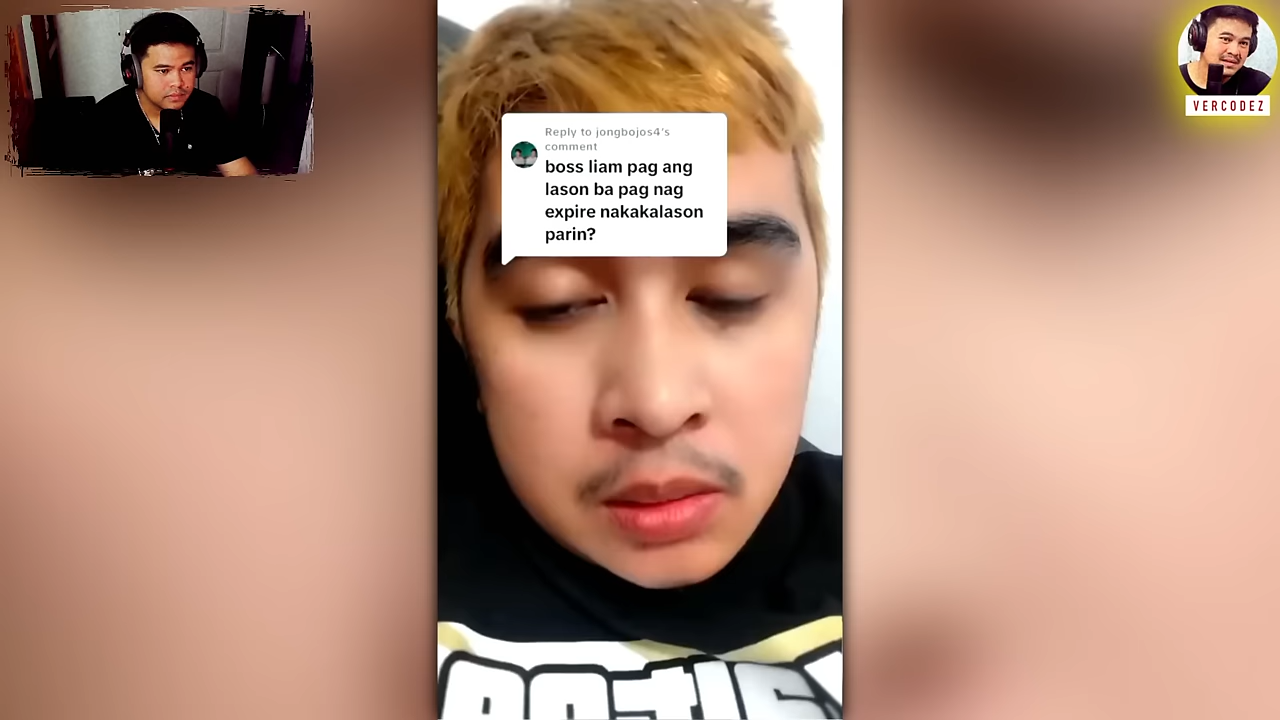 VERCODEZ
Reply to jongbojos4's
comment
boss liam pag ang
lason ba pag nag
expire nakakalason
parin?